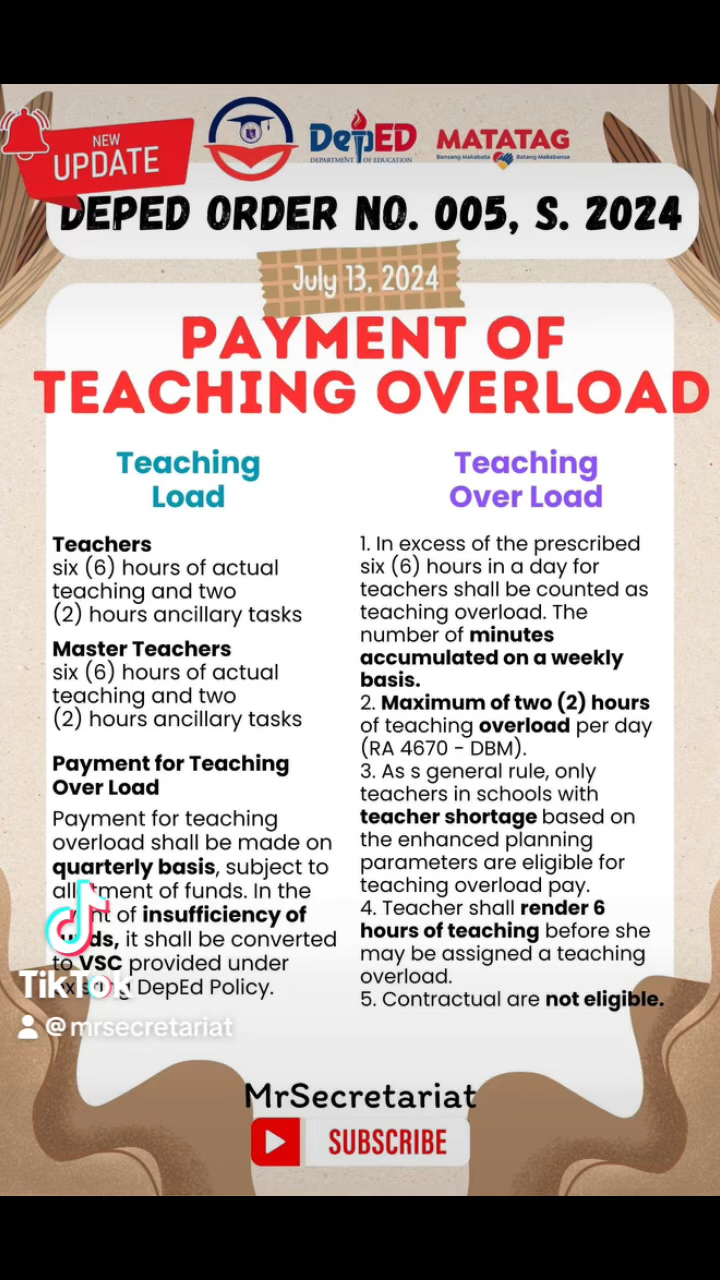 NEW
UPDATE
DepED
DEPARTMENT OF EDUCATION
MATATAG
Bansang Makabata
Batang Makabansa
DEPED ORDER NO. 005, S. 2024
July 13, 2024
PAYMENT OF
TEACHING OVERLOAD
Teaching
Load
Teachers
six (6) hours of actual
teaching and two
(2) hours ancillary tasks
Master Teachers
six (6) hours of actual
teaching and two
(2) hours ancillary tasks
Payment for Teaching
Over Load
Payment for teaching
overload shall be made on
quarterly basis, subject to
of funds. In the
of insufficiency of
it shall be converted
to VSC provided under
DepEd Policy.
Teaching
Over Load
1. In excess of the prescribed
six (6) hours in a day for
teachers shall be counted as
teaching overload. The
number of minutes
accumulated on a weekly
basis.
2. Maximum of two (2) hours
of teaching overload per day
(RA 4670 - DBM).
3. As s general rule, only
teachers in schools with
teacher shortage based on
the enhanced planning
parameters are eligible for
teaching overload pay.
4. Teacher shall render 6
hours of teaching before she
may be assigned a teaching
overload.
5. Contractual are not eligible.
TikTok
@mrsecretariat
MrSecretariat
SUBSCRIBE